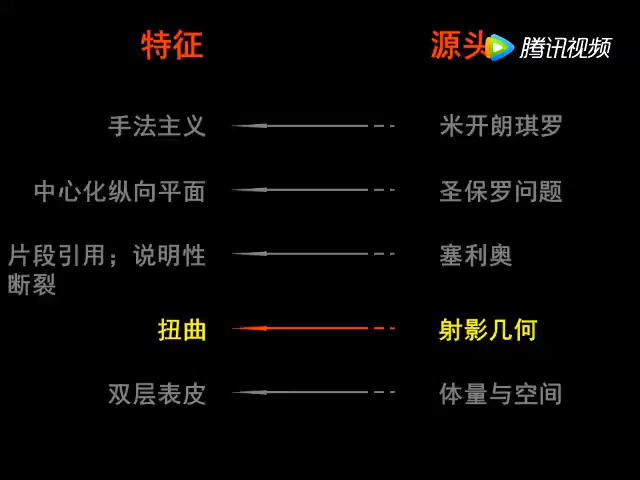 特征 源头
腾讯视频
手法主义 米开朗琪罗
中心化纵向平面 圣保罗问题
片段引用；说明性 塞利奥
断裂
扭曲 射影几何
双层表皮 体量与空间